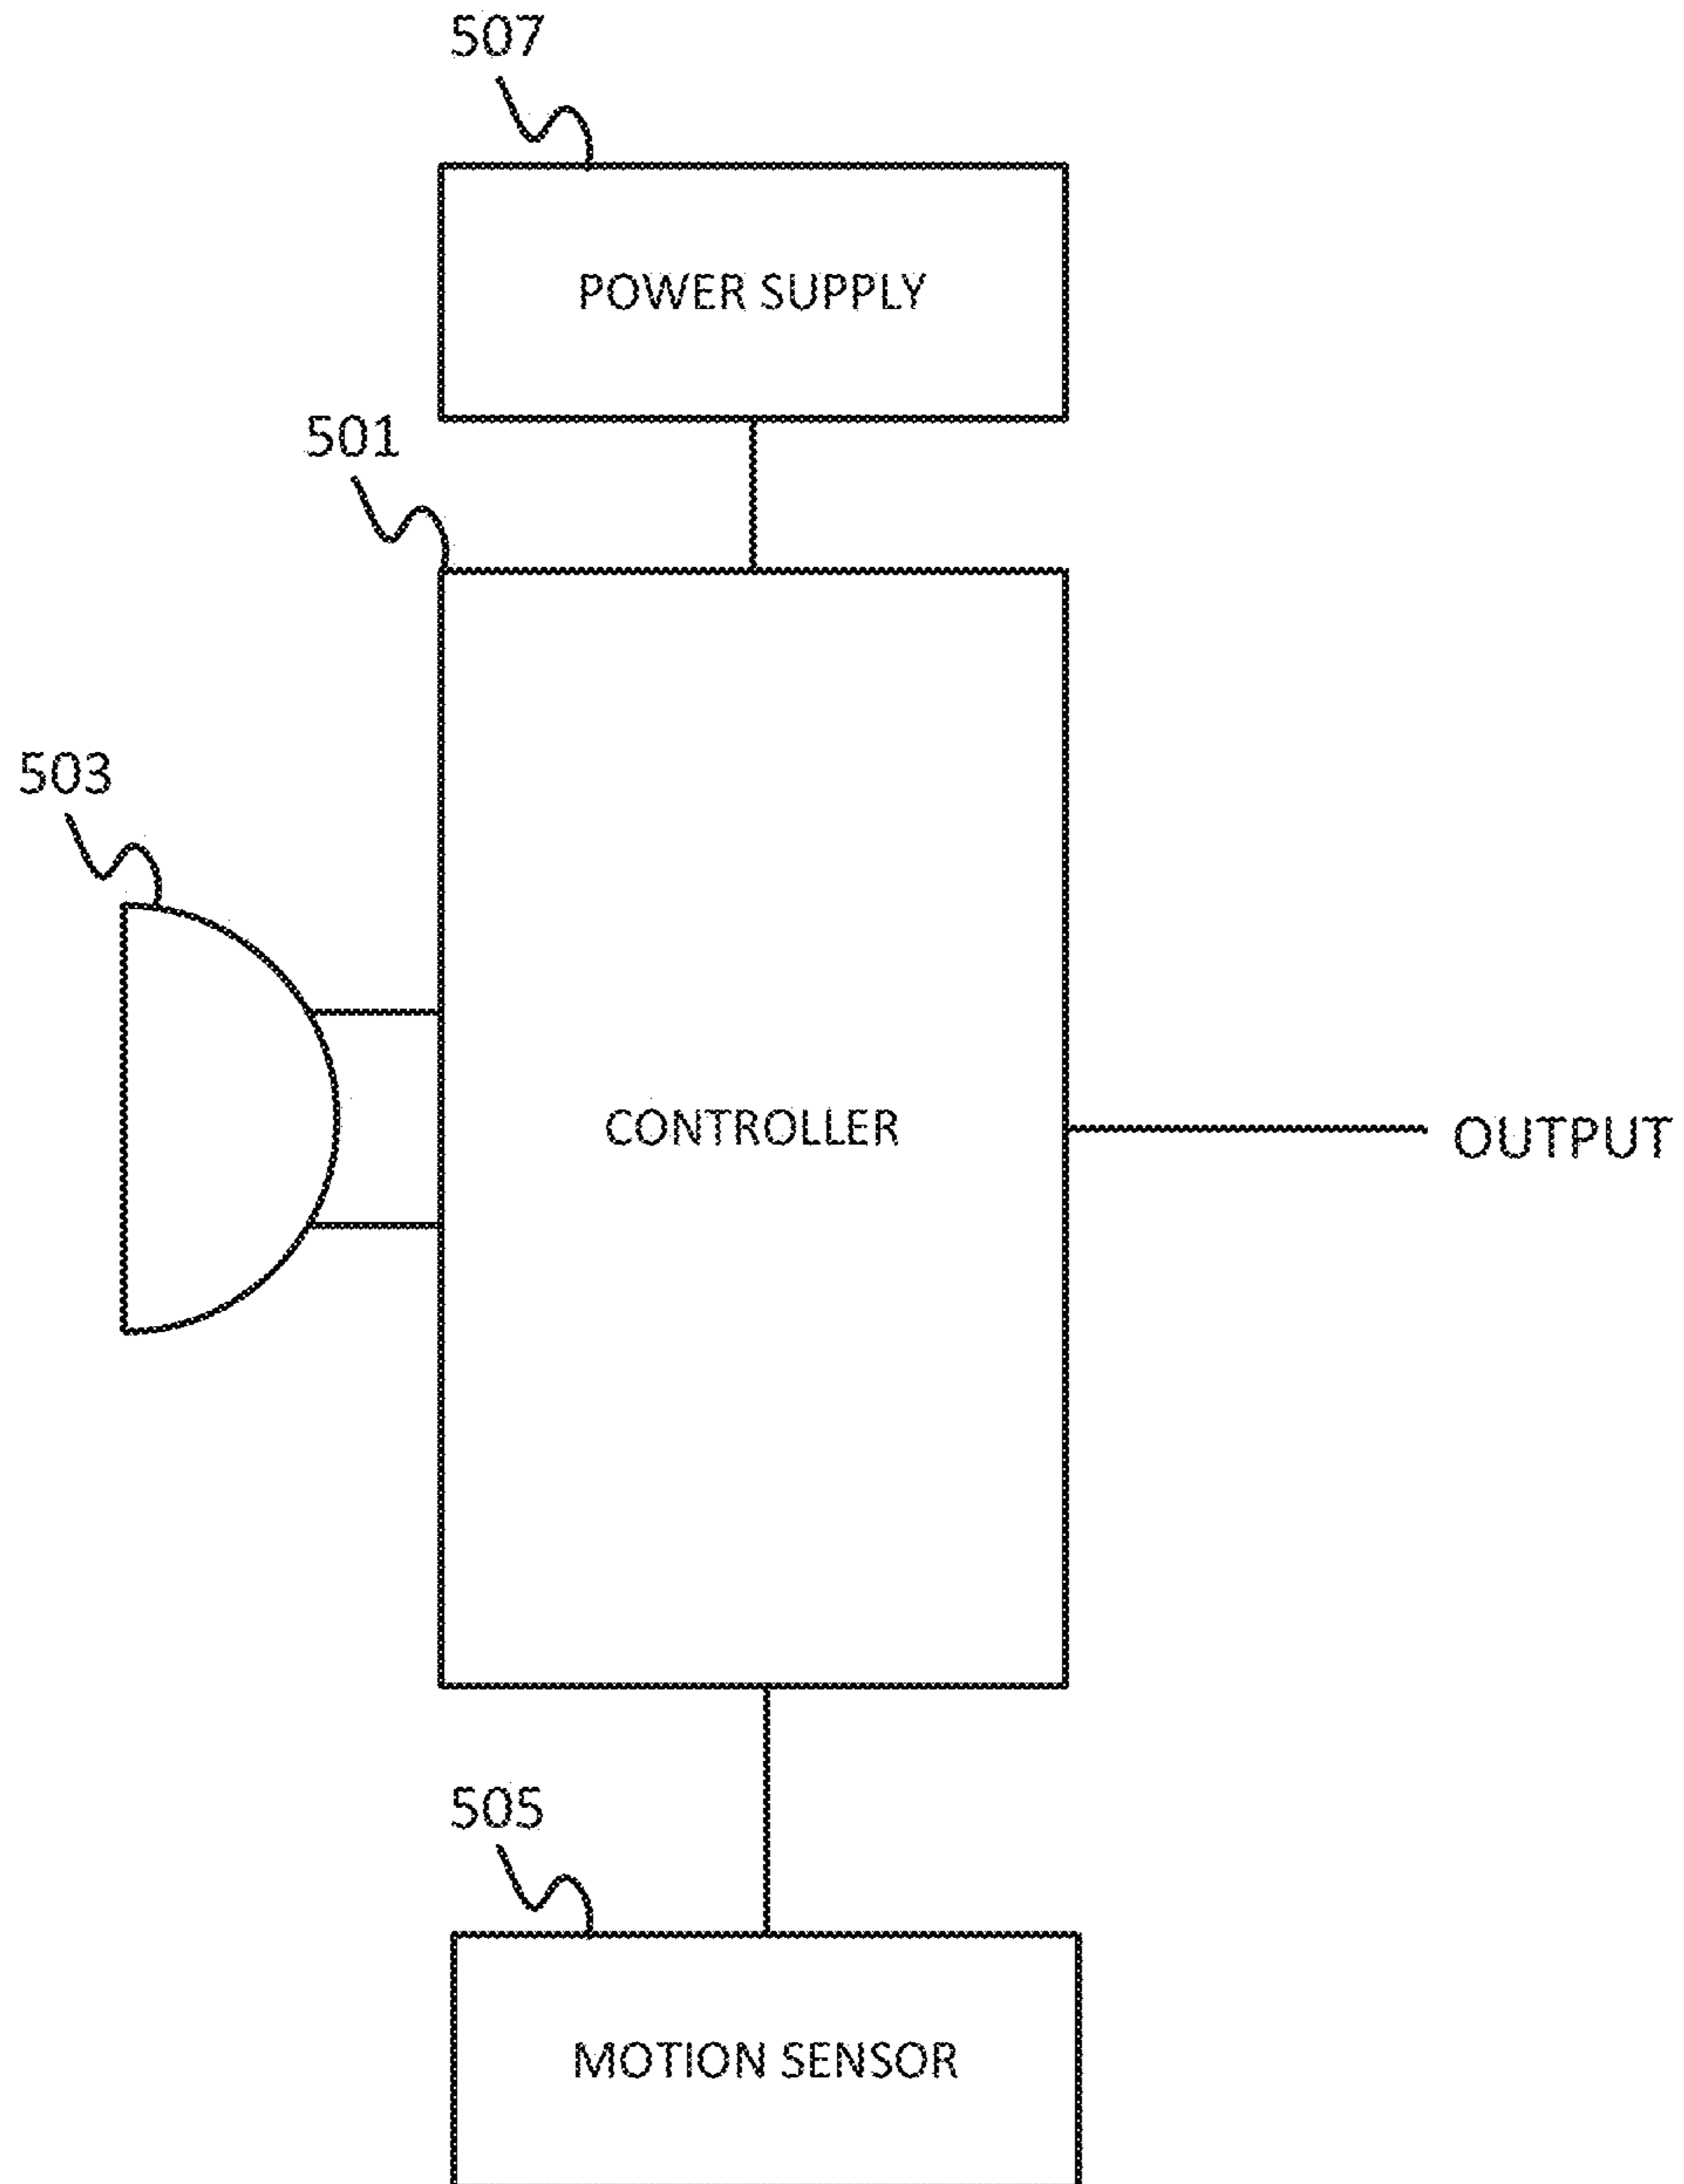 507
POWER SUPPLY
501
503
CONTROLLER
OUTPUT
505
MOTION SENSOR